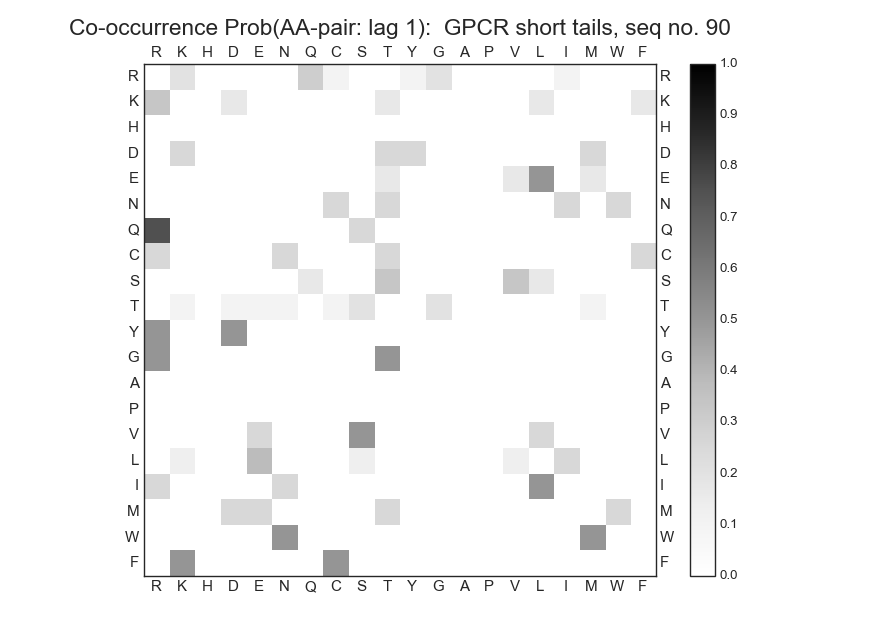 Co-occurrence Prob(AA-pair: lag 1):  GPCR short tails, seq no. 90
R K H D E N Q C S T Y G A P V L I M W F
1.0
R R
K K
0.9
H H
D D
0.8
E E
N N
0.7
Q Q
C C
0.6
S S
T T
0.5
Y Y
G G
0.4
A A
P P
0.3
V V
L L
0.2
I I
M M
0.1
W W
F F
0.0
R K H D E N Q C S T Y G A P V L I M W F